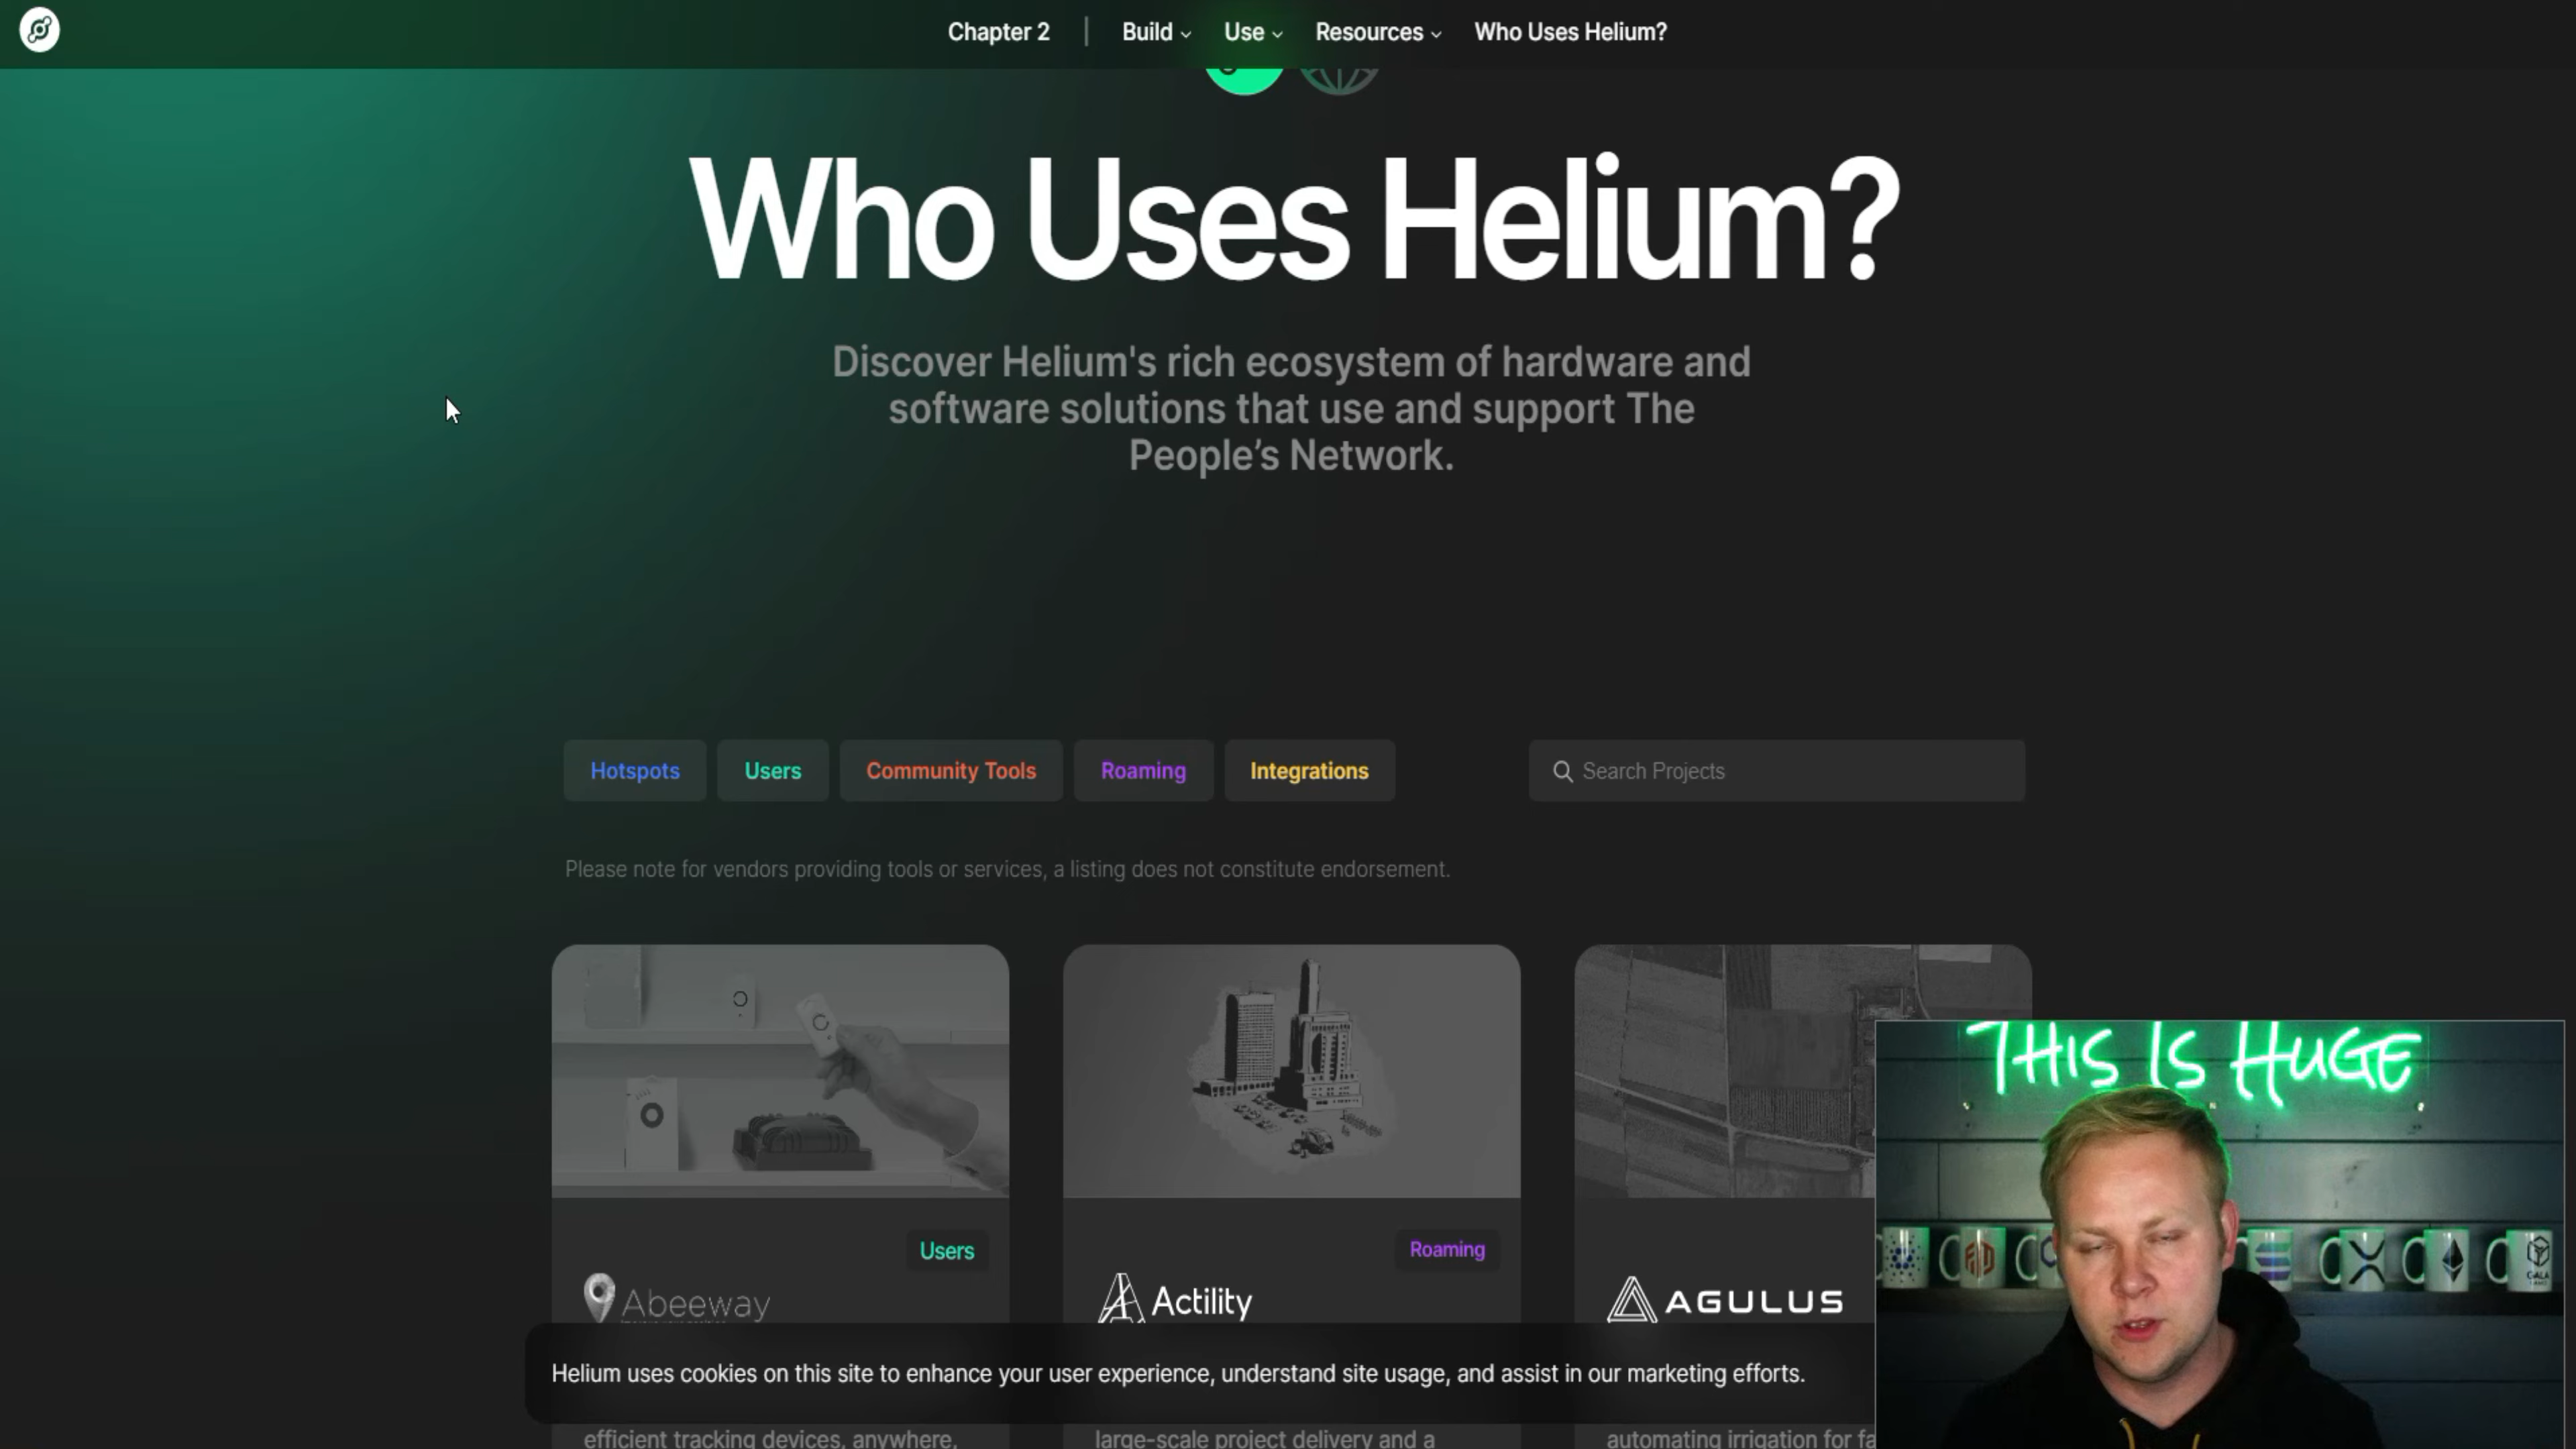 Chapter 2 | Build Use Resources Who Uses Helium?
Who Uses Helium?
Discover Helium's rich ecosystem of hardware and
software solutions that use and support The
People’s Network.
Hotspots Users Community Tools Roaming Integrations Search Projects
Please note for vendors providing tools or services, a listing does not constitute endorsement.
THIS IS HUGE
Users
Roaming
Abeeway
Actility
AGULUS
GALA
Helium uses cookies on this site to enhance your user experience, understand site usage, and assist in our marketing efforts.
efficient tracking devices, anywhere,
large-scale project delivery and a
automating irrigation for fa